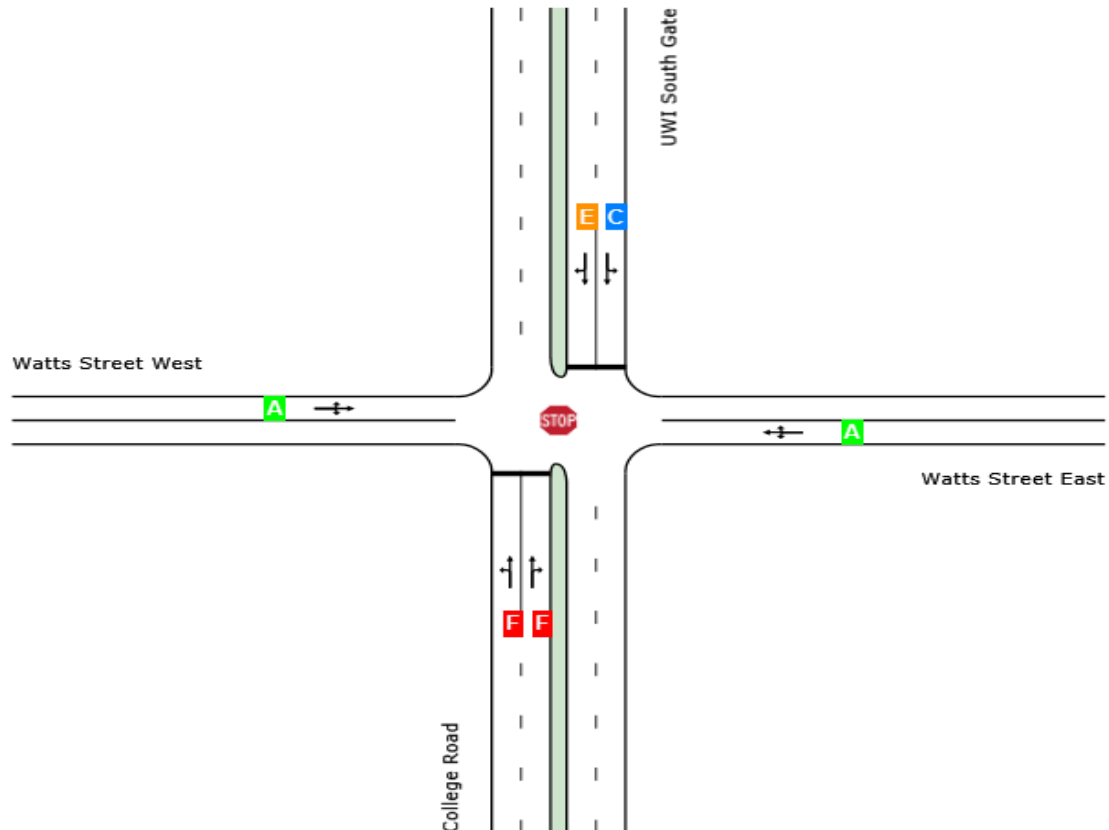 UWI South Gate
E C
Watts Street West
A
STOP
A
Watts Street East
F F
College Road